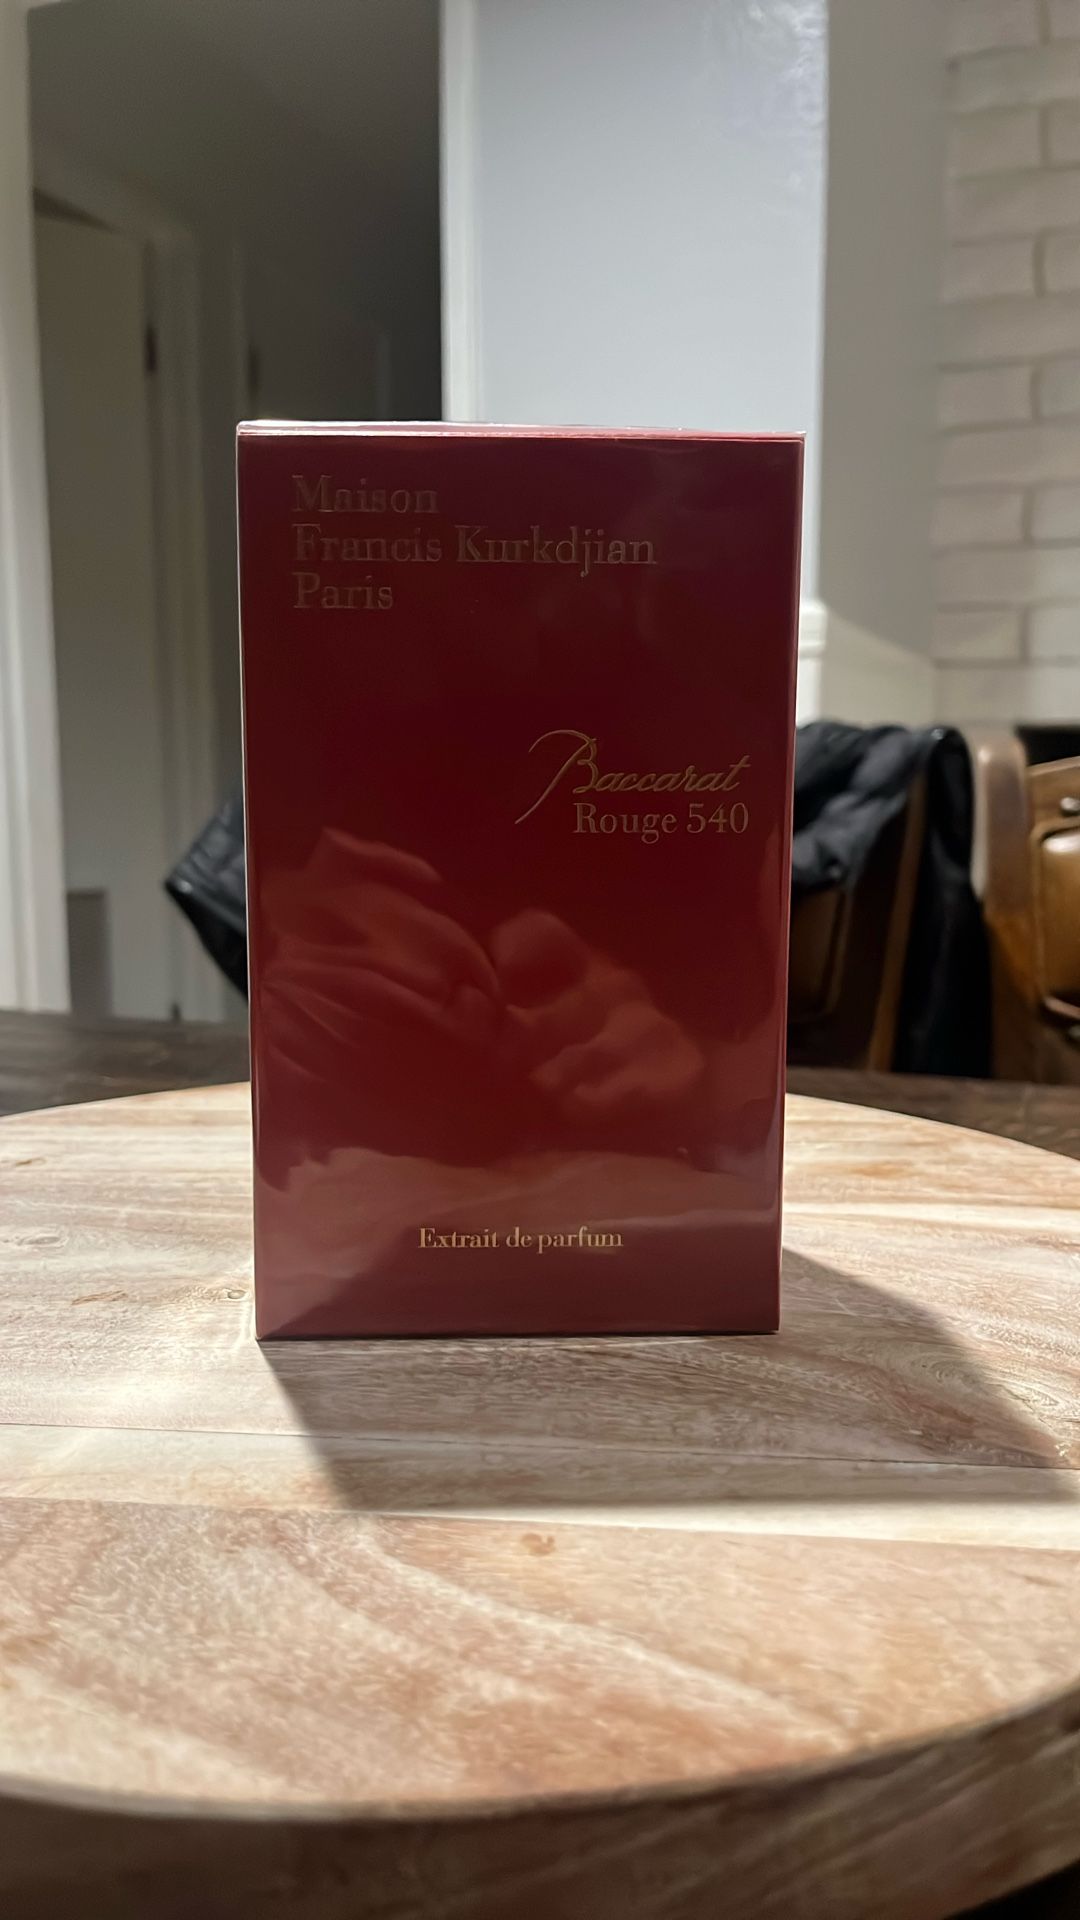 Maison
Francis Kurkdjian
Paris
Baccarat
Rouge 540
Extrait de parfum